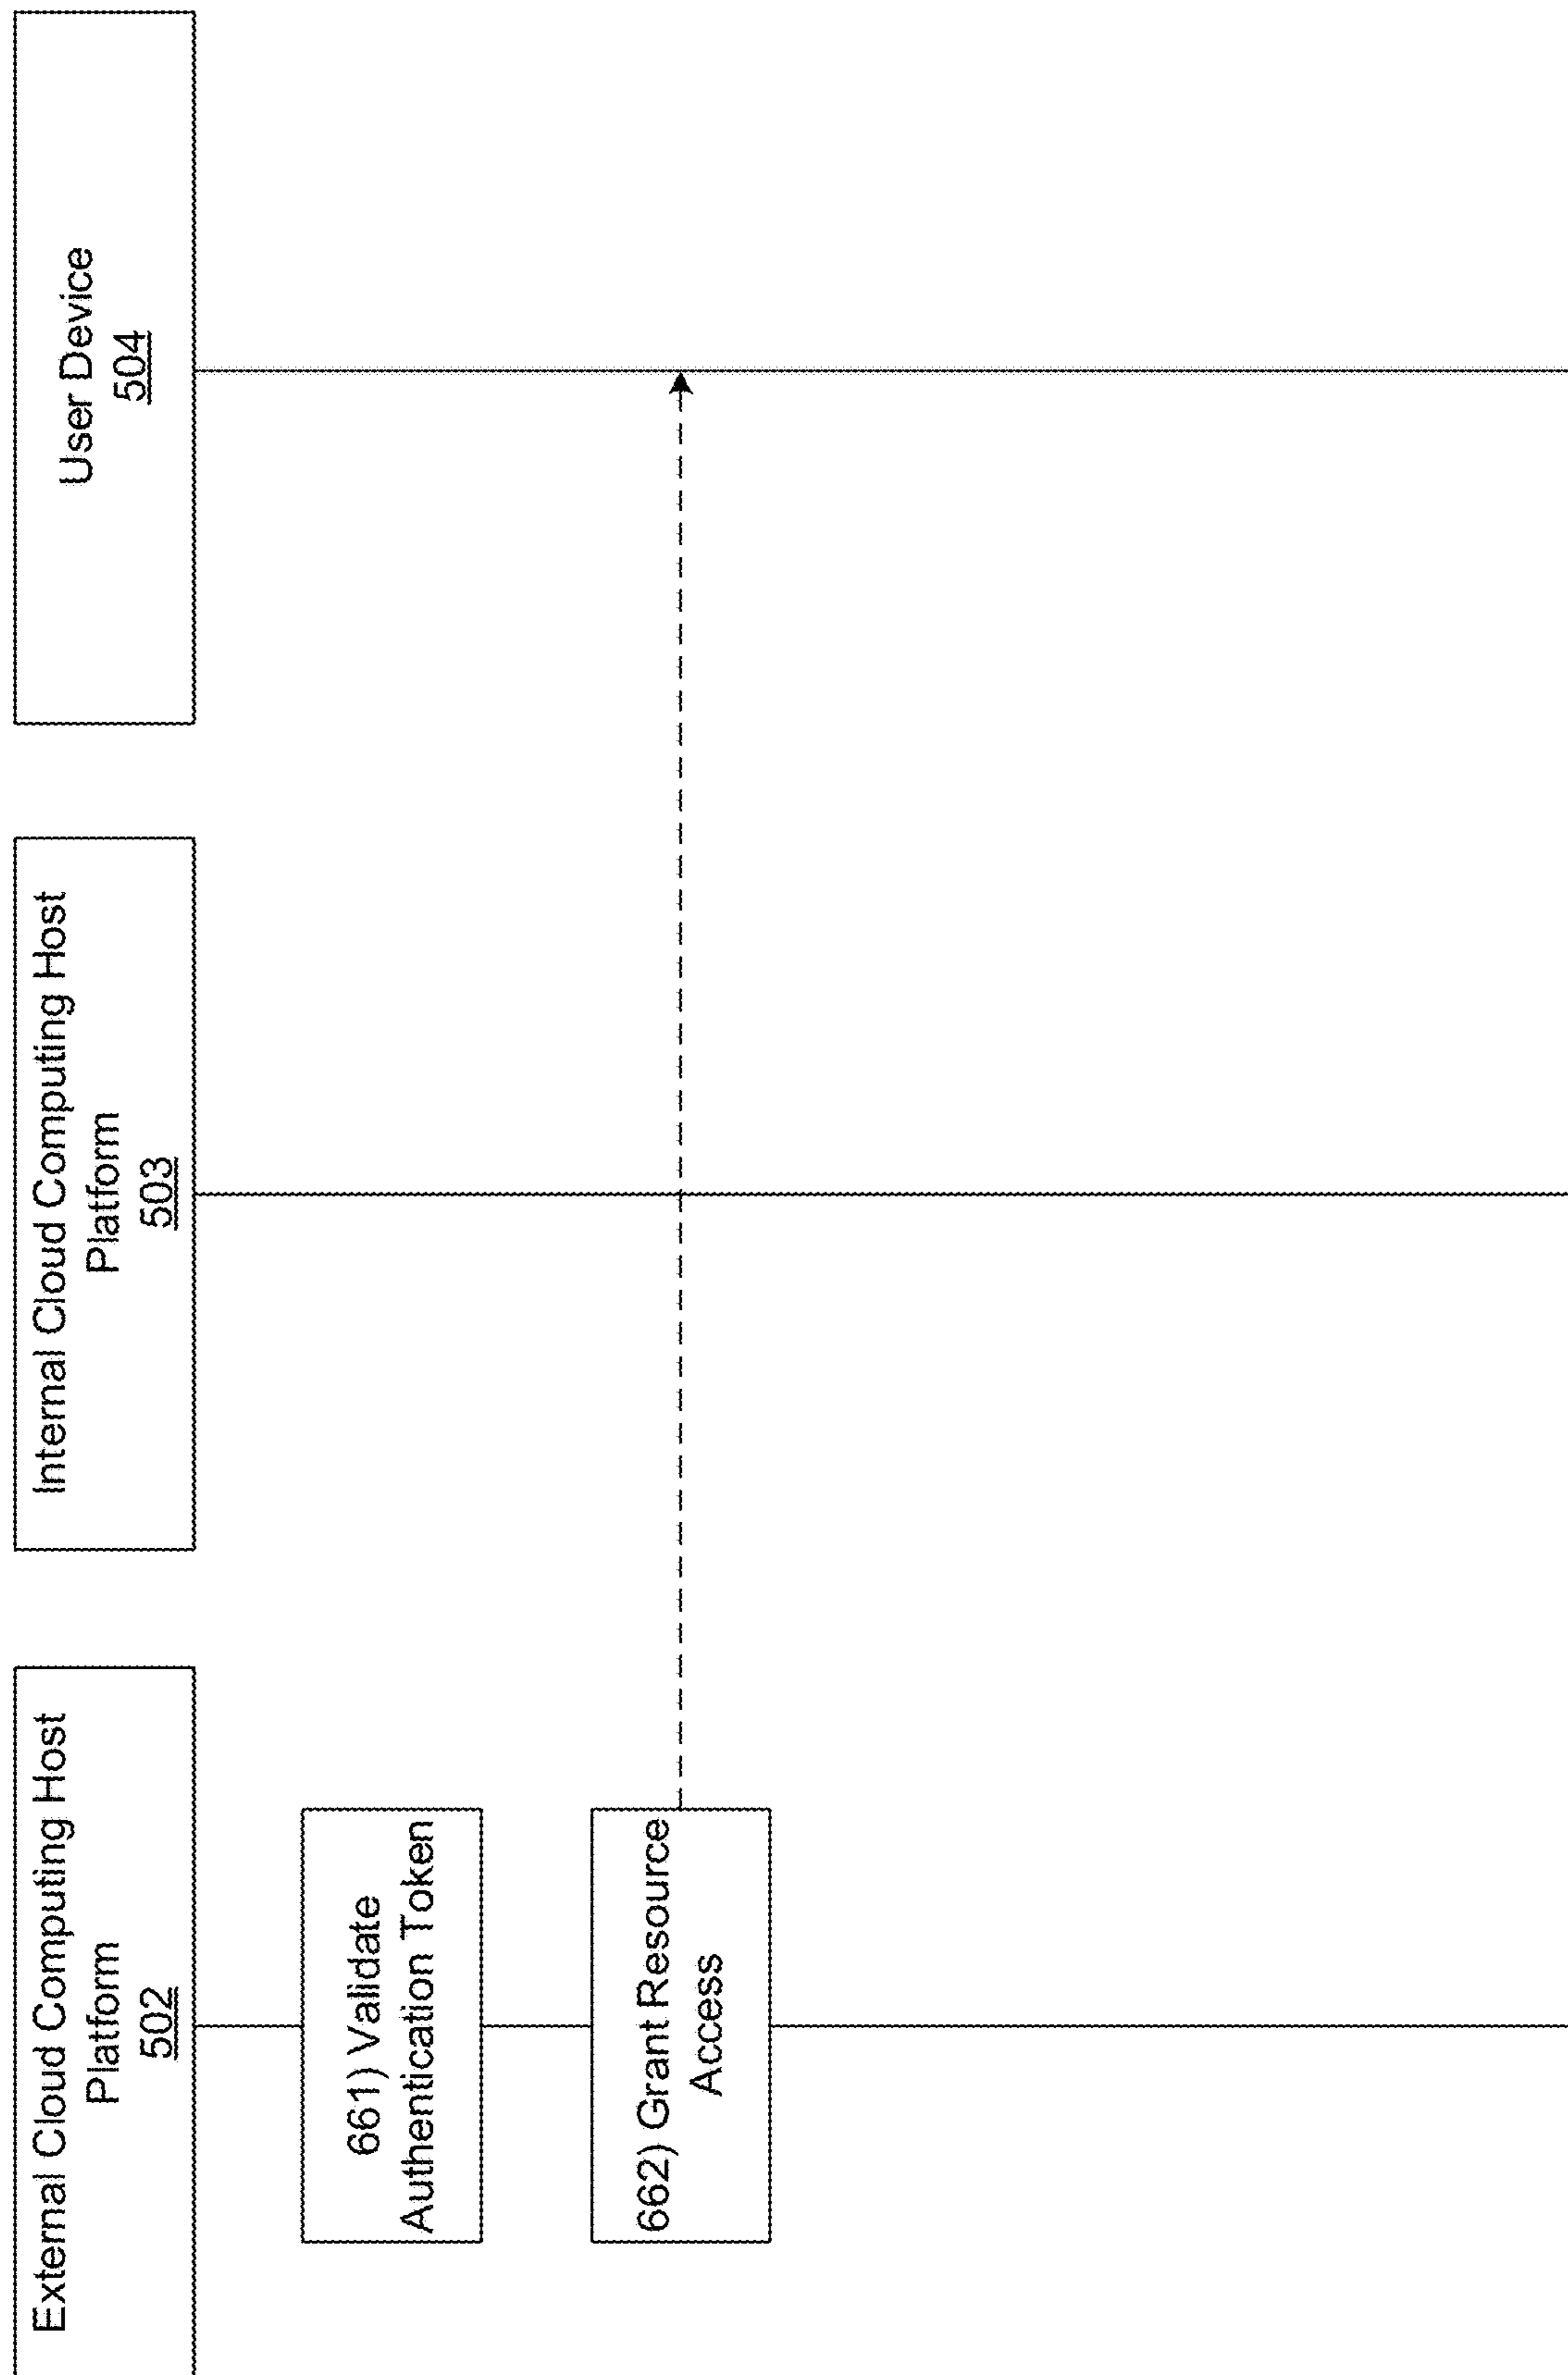 External Cloud Computing Host
Platform
502
Internal Cloud Computing Host
Platform
503
User Device
504
661) Validate
Authentication Token
662) Grant Resource
Access